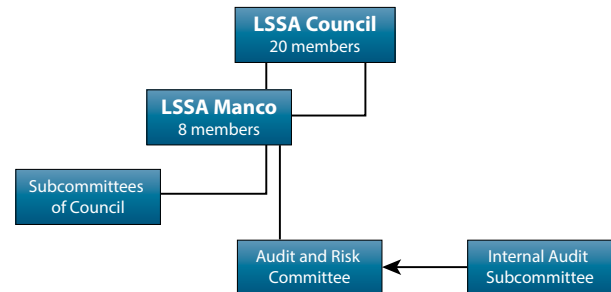 LSSA Council
20 members
LSSA Manco
8 members
Subcommittees
of Council
Audit and Risk
Committee
Internal Audit
Subcommittee